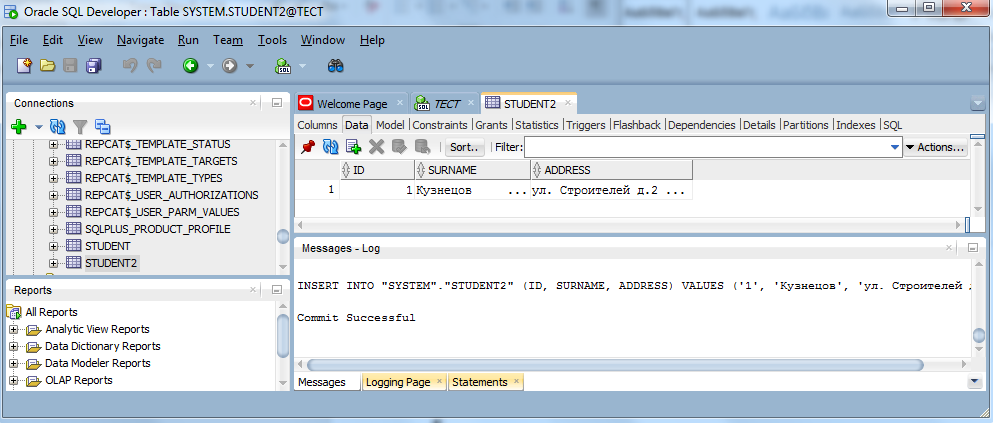 Oracle SQL Developer : Table SYSTEM.STUDENT2@TECT
File Edit View Navigate Run Team Tools Window Help
SQL
Connections
REPCAT$_TEMPLATE_STATUS
REPCAT$_TEMPLATE_TARGETS
REPCAT$_TEMPLATE_TYPES
REPCAT$_USER_AUTHORIZATIONS
REPCAT$_USER_PARM_VALUES
SQLPLUS_PRODUCT_PROFILE
STUDENT
STUDENT2
Reports
All Reports
Analytic View Reports
Data Dictionary Reports
Data Modeler Reports
OLAP Reports
Welcome Page TECT STUDENT2
Columns Data Model Constraints Grants Statistics Triggers Flashback Dependencies Details Partitions Indexes SQL
Sort.. Filter: Actions...
ID SURNAME ADDRESS
1 1 Кузнецов ... ул. Строителей д.2 ...
Messages - Log
INSERT INTO "SYSTEM"."STUDENT2" (ID, SURNAME, ADDRESS) VALUES ('1', 'Кузнецов', 'ул. Строителей
Commit Successful
Messages Logging Page Statements